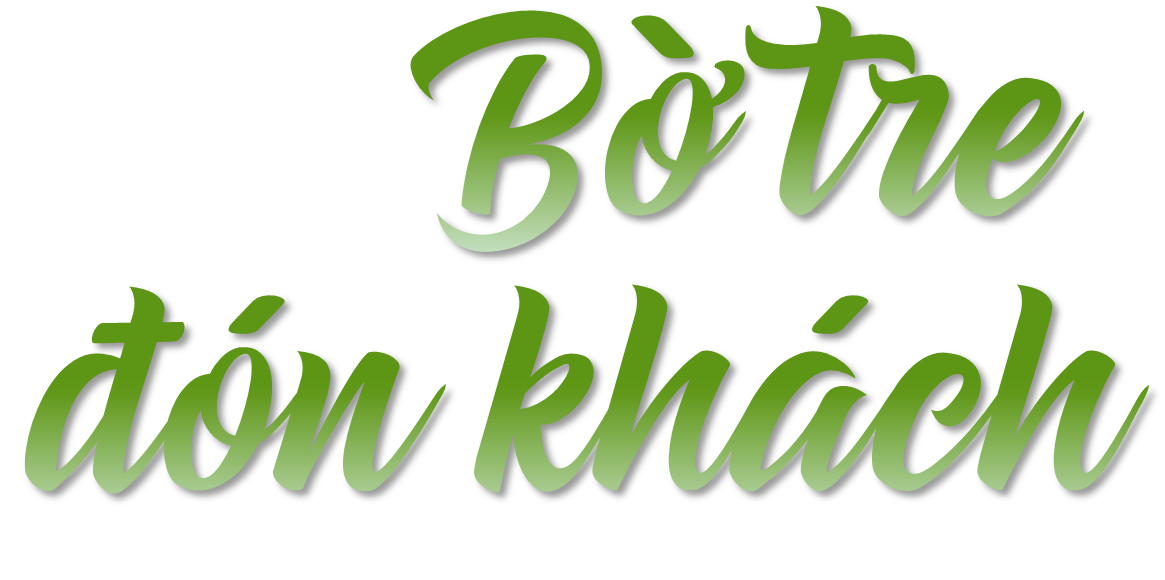 Bờ tre
đón khách